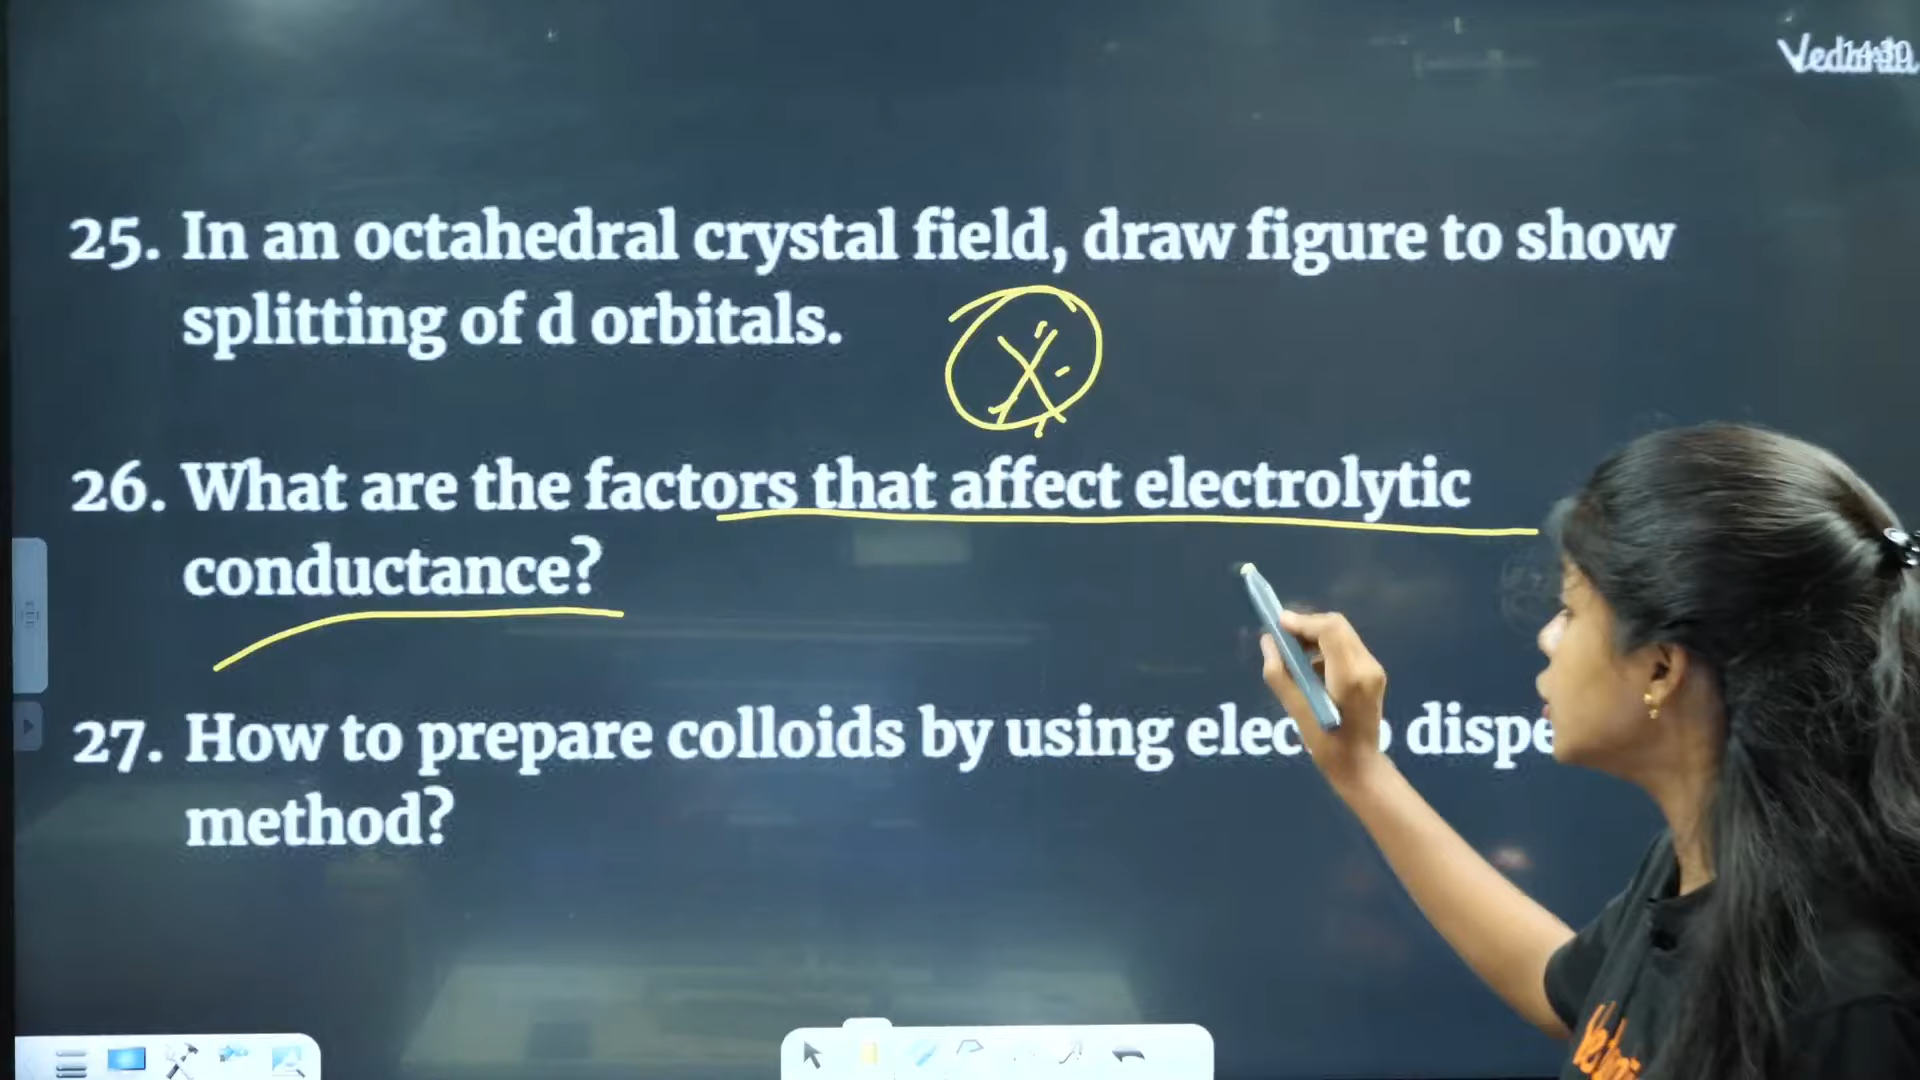 25. In an octahedral crystal field, draw figure to show
splitting of d orbitals.
26. What are the factors that affect electrolytic
conductance?
27. How to prepare colloids by using
method?